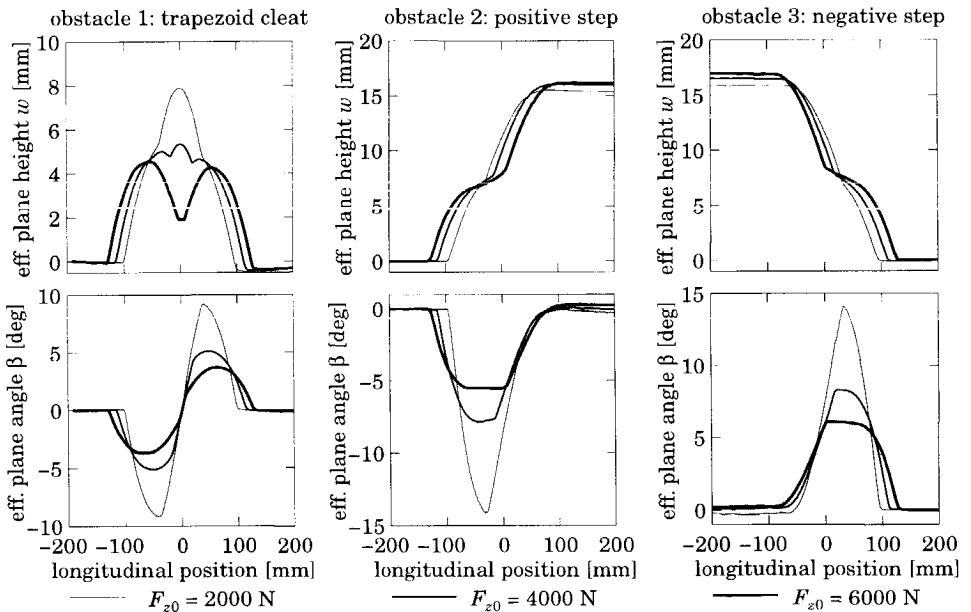 obstacle 1: trapezoid cleat
obstacle 2: positive step
obstacle 3: negative step
eff. plane height w [mm]
10
8
6
4
2
0
eff. plane height w [mm]
20
15
10
5
0
eff. plane height w [mm]
20
15
10
5
0
eff. plane angle β [deg]
10
5
0
−5
−10
eff. plane angle β [deg]
0
−5
−10
−15
eff. plane angle β [deg]
15
10
5
0
−200 −100 0 100 200
−200 −100 0 100 200
−200 −100 0 100 200
longitudinal position [mm]
longitudinal position [mm]
longitudinal position [mm]
F_z0 = 2000 N
F_z0 = 4000 N
F_z0 = 6000 N